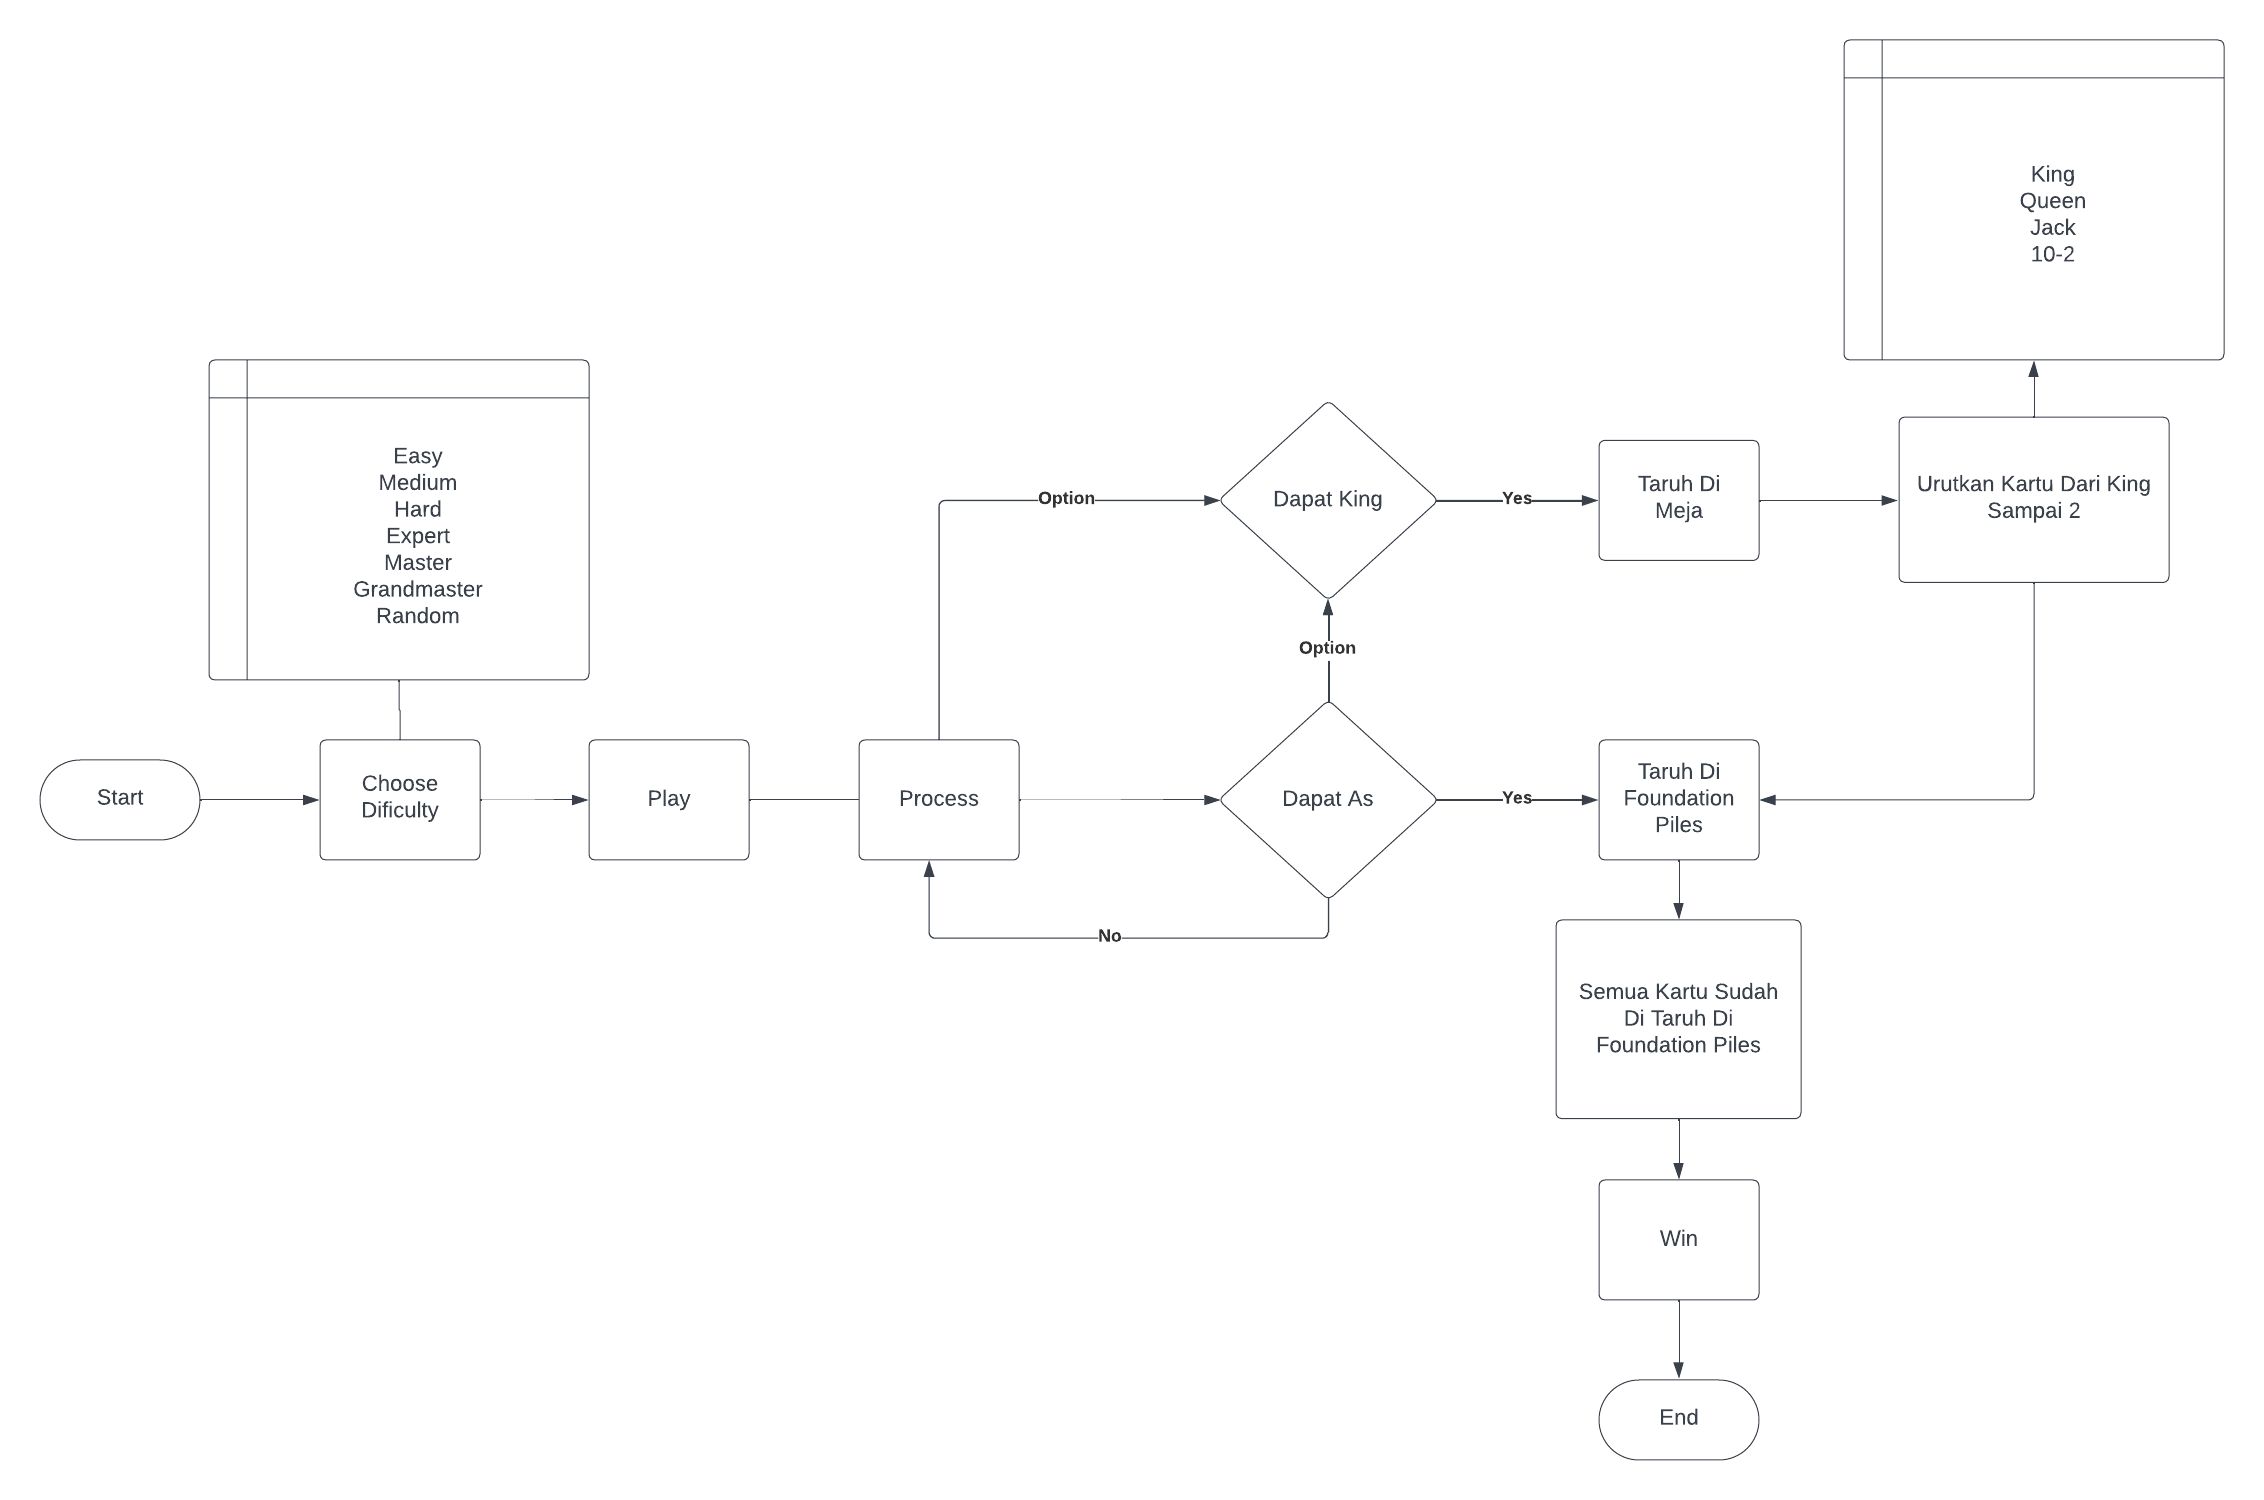 King
Queen
Jack
10-2
Easy
Medium
Hard
Expert
Master
Grandmaster
Random
Option
Dapat King
Yes
Taruh Di
Meja
Urutkan Kartu Dari King
Sampai 2
Option
Start
Choose
Dificulty
Play
Process
Dapat As
Yes
Taruh Di
Foundation
Piles
No
Semua Kartu Sudah
Di Taruh Di
Foundation Piles
Win
End